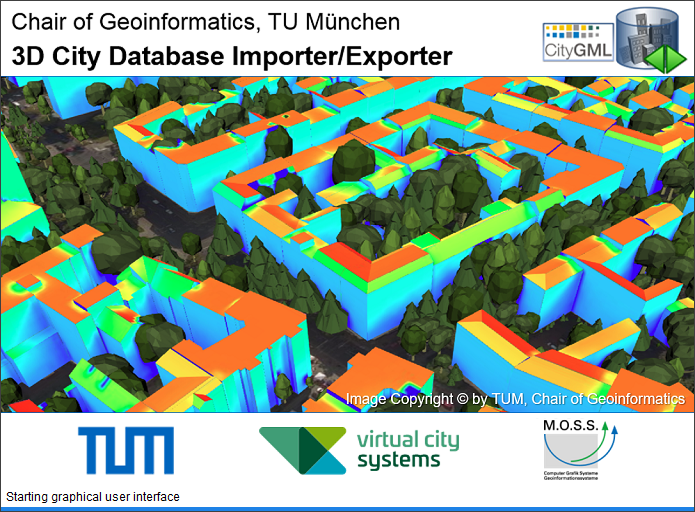 Chair of Geoinformatics, TU München
3D City Database Importer/Exporter
CityGML
Image Copyright © by TUM, Chair of Geoinformatics
TUM
virtual city
systems
M.O.S.S.
Computer Grafik Systeme
Geoinformationssysteme
Starting graphical user interface